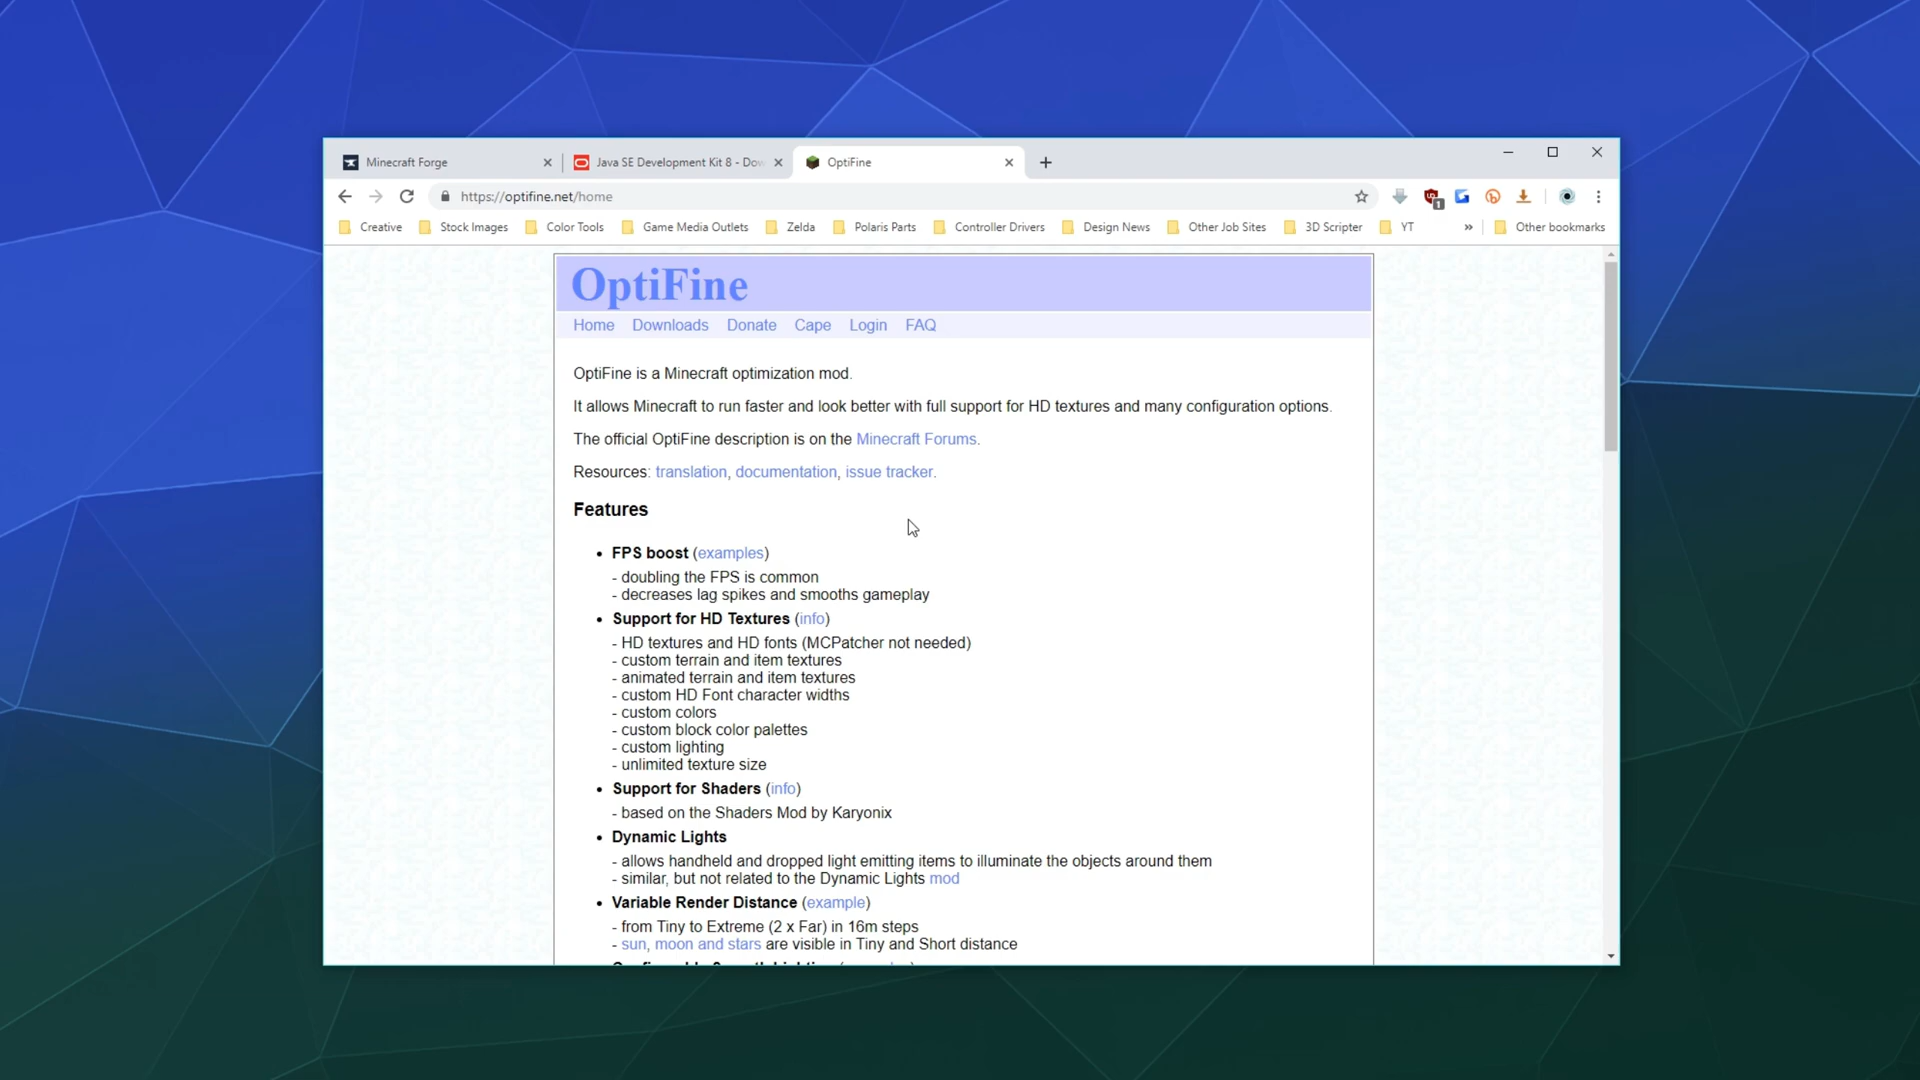 Minecraft Forge
Java SE Development Kit 8 - Dow
OptiFine
https://optifine.net/home
1
Creative
Stock Images
Color Tools
Game Media Outlets
Zelda
Polaris Parts
Controller Drivers
Design News
Other Job Sites
3D Scripter
YT
»
Other bookmarks
OptiFine
Home Downloads Donate Cape Login FAQ
OptiFine is a Minecraft optimization mod.
It allows Minecraft to run faster and look better with full support for HD textures and many configuration options.
The official OptiFine description is on the Minecraft Forums.
Resources: translation, documentation, issue tracker.
Features
• FPS boost (examples)
- doubling the FPS is common
- decreases lag spikes and smooths gameplay
• Support for HD Textures (info)
- HD textures and HD fonts (MCPatcher not needed)
- custom terrain and item textures
- animated terrain and item textures
- custom HD Font character widths
- custom colors
- custom block color palettes
- custom lighting
- unlimited texture size
• Support for Shaders (info)
- based on the Shaders Mod by Karyonix
• Dynamic Lights
- allows handheld and dropped light emitting items to illuminate the objects around them
- similar, but not related to the Dynamic Lights mod
• Variable Render Distance (example)
- from Tiny to Extreme (2 x Far) in 16m steps
- sun, moon and stars are visible in Tiny and Short distance